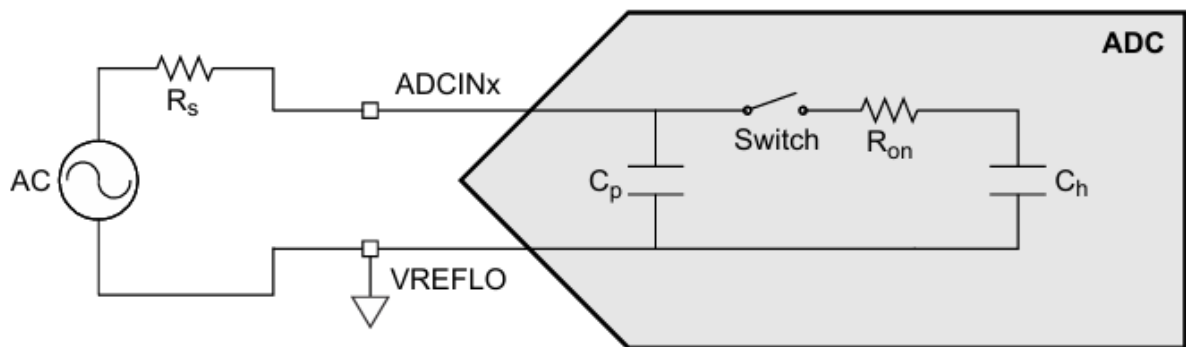 ADC
ADCINx
Rs
Switch
Ron
AC
Cp
Ch
VREFLO